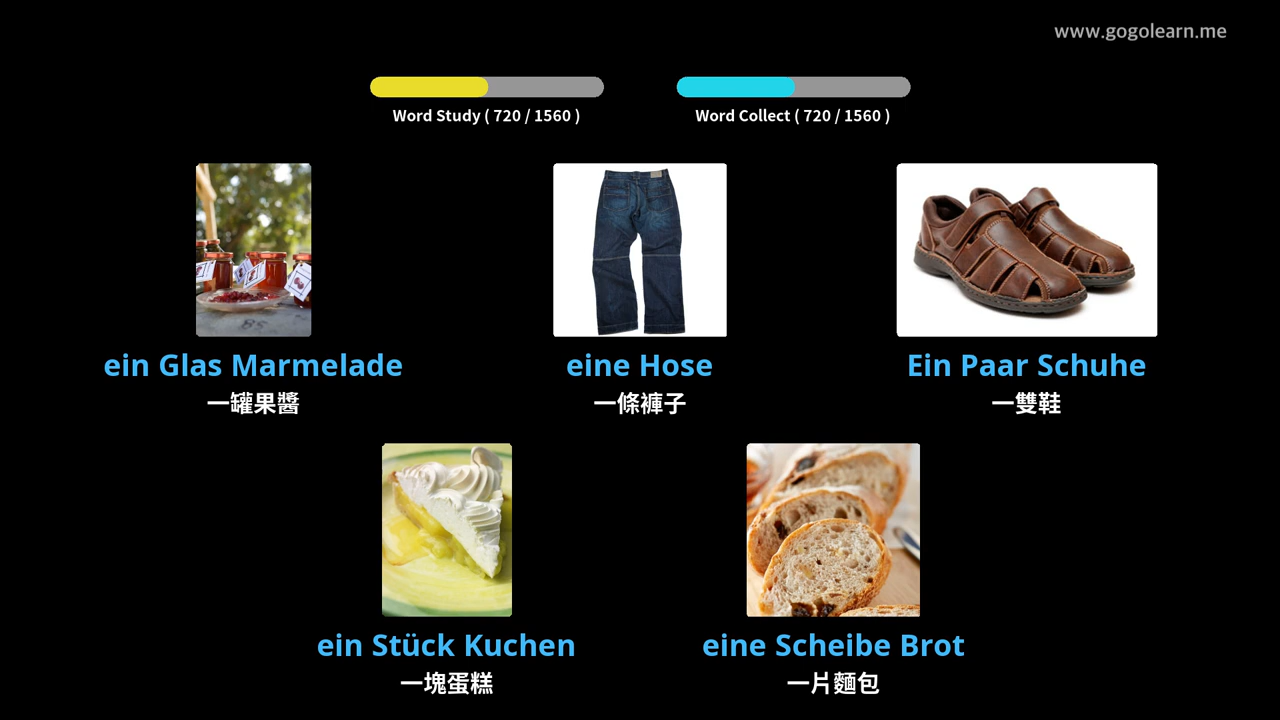 www.gogolearn.me
Word Study ( 720 / 1560 )
Word Collect ( 720 / 1560 )
ein Glas Marmelade
一罐果醬
eine Hose
一條褲子
Ein Paar Schuhe
一雙鞋
ein Stück Kuchen
一塊蛋糕
eine Scheibe Brot
一片麵包